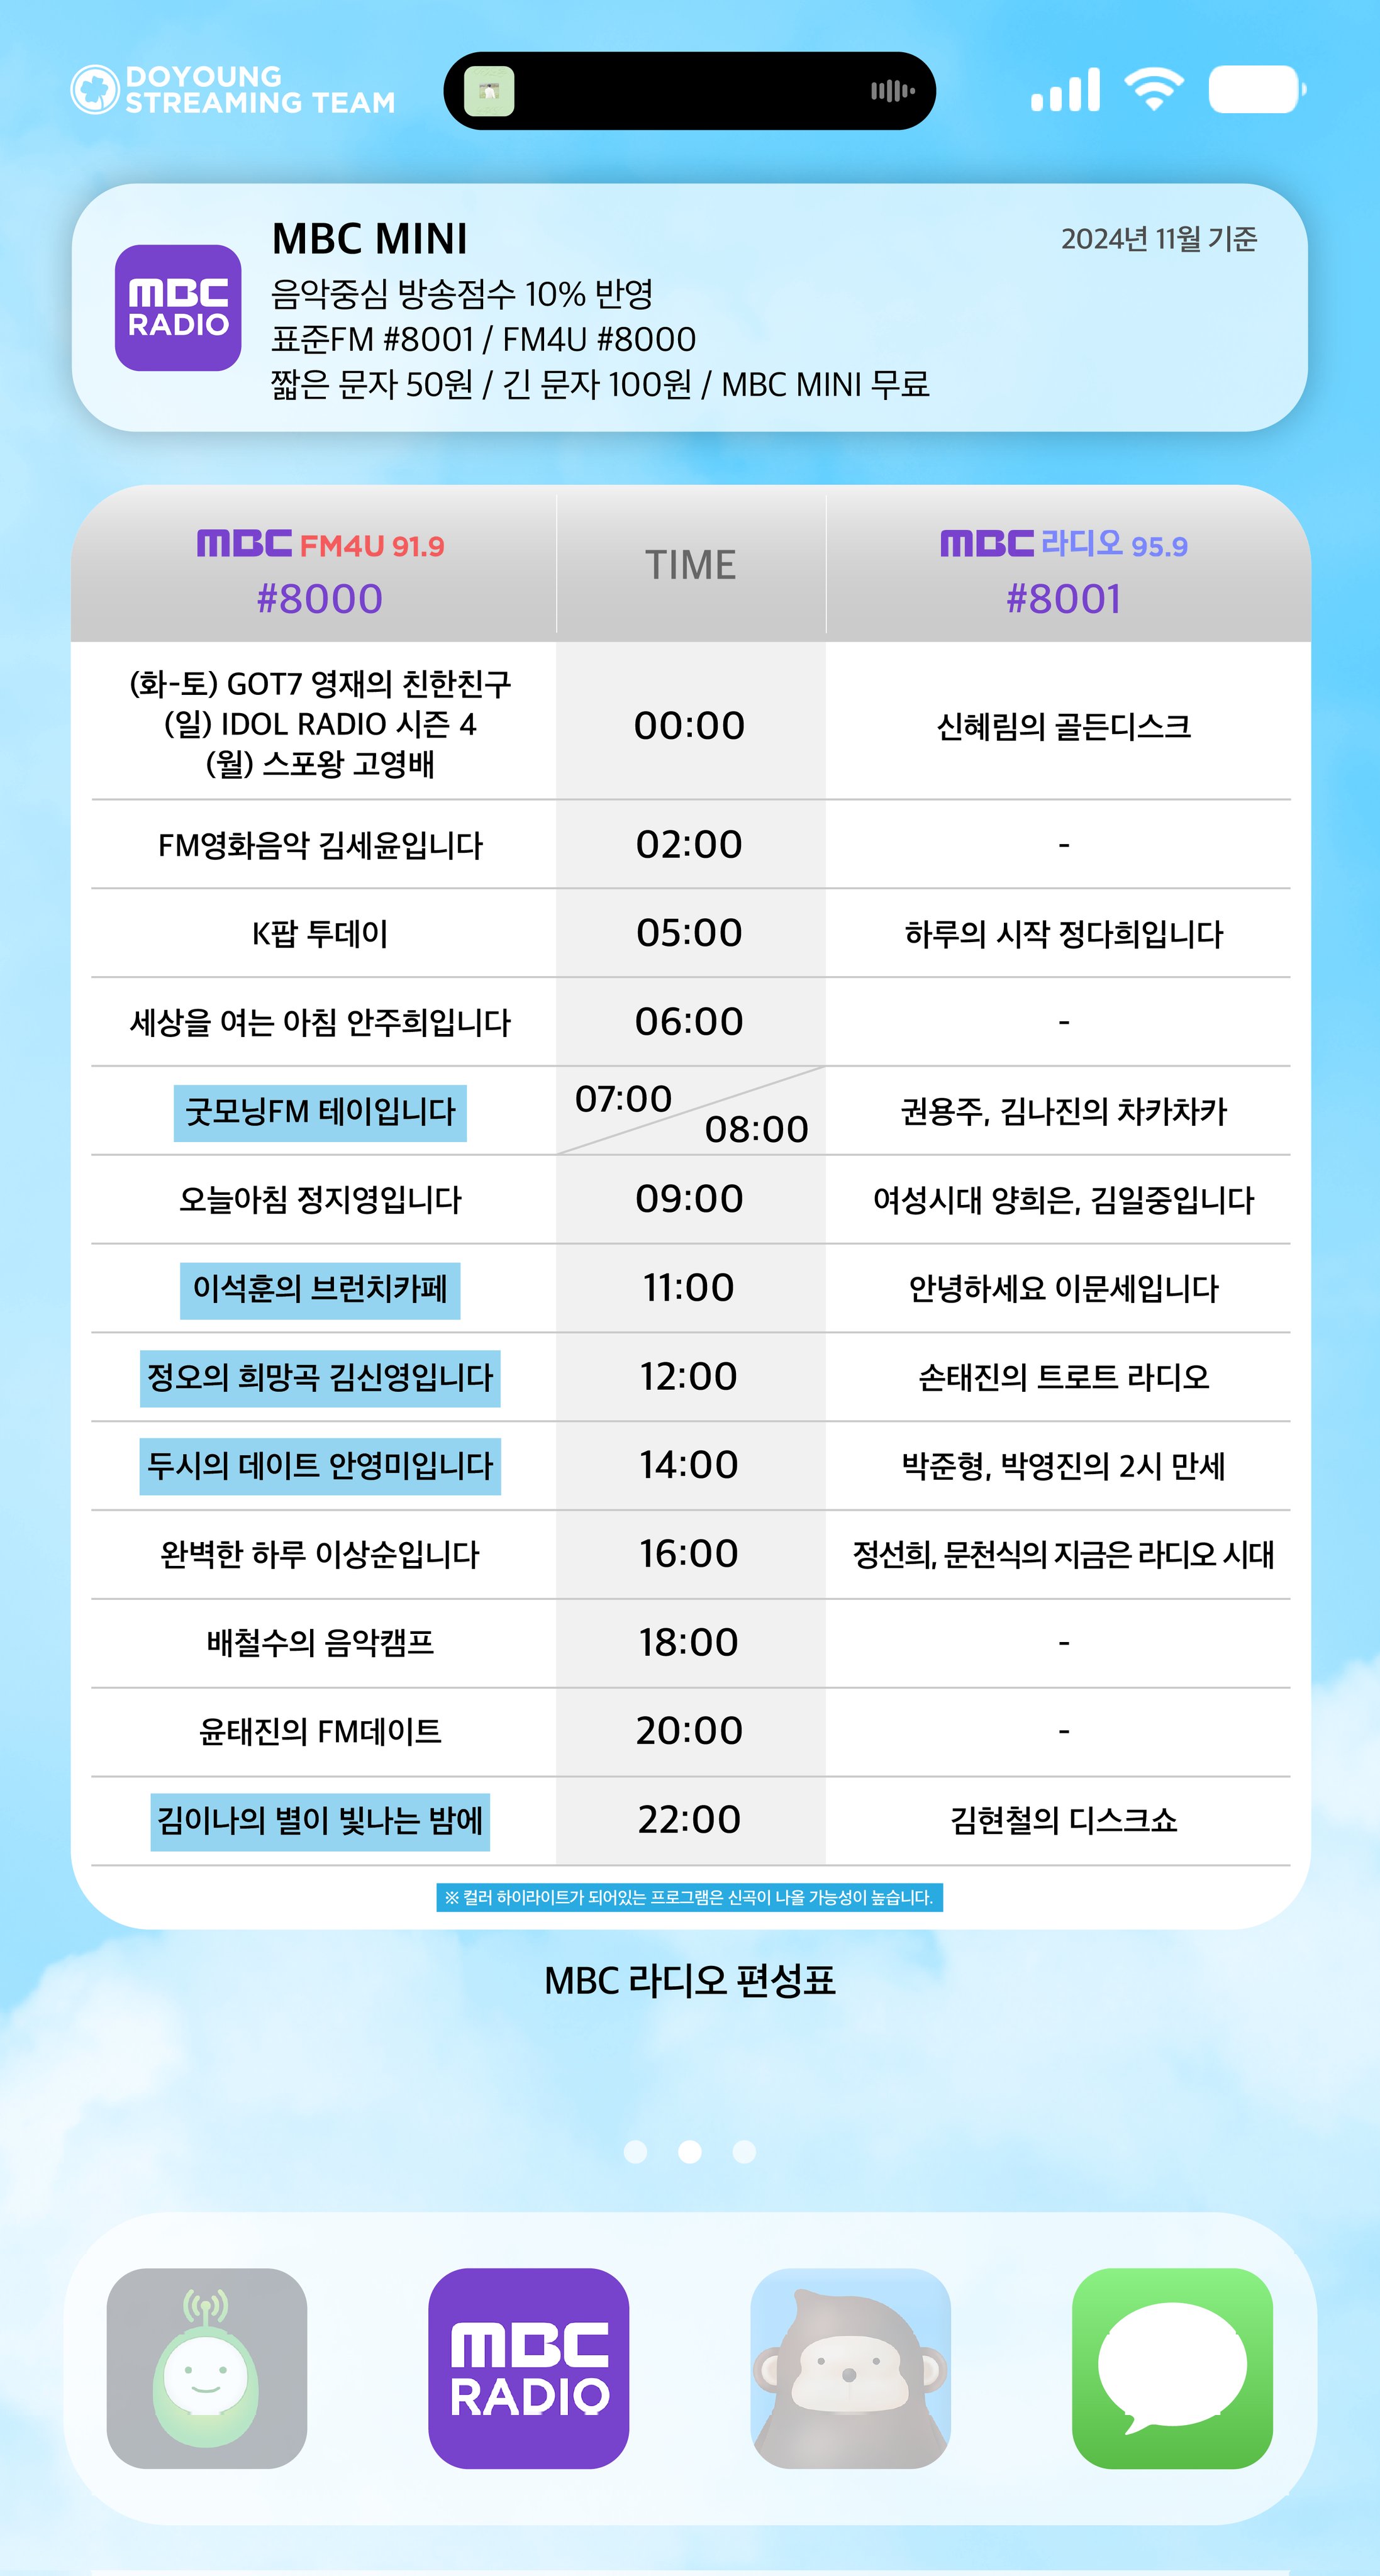 DOYOUNG
STREAMING TEAM
MBC MINI
2024년 11월 기준
음악중심 방송점수 10% 반영
표준FM #8001 / FM4U #8000
짧은 문자 50원 / 긴 문자 100원 / MBC MINI 무료
MBC
RADIO
MBC FM4U 91.9
#8000
TIME
MBC 라디오 95.9
#8001
(화-토) GOT7 영재의 친한친구
(일) IDOL RADIO 시즌 4
(월) 스포왕 고영배
00:00
신혜림의 골든디스크
FM영화음악 김세윤입니다
02:00
-
K팝 투데이
05:00
하루의 시작 정다희입니다
세상을 여는 아침 안주희입니다
06:00
-
굿모닝FM 테이입니다
07:00
08:00
권용주, 김나진의 차카차카
오늘아침 정지영입니다
09:00
여성시대 양희은, 김일중입니다
이석훈의 브런치카페
11:00
안녕하세요 이문세입니다
정오의 희망곡 김신영입니다
12:00
손태진의 트로트 라디오
두시의 데이트 안영미입니다
14:00
박준형, 박영진의 2시 만세
완벽한 하루 이상순입니다
16:00
정선희, 문천식의 지금은 라디오 시대
배철수의 음악캠프
18:00
-
윤태진의 FM데이트
20:00
-
김이나의 별이 빛나는 밤에
22:00
김현철의 디스크쇼
※ 컬러 하이라이트가 되어있는 프로그램은 신곡이 나올 가능성이 높습니다.
MBC 라디오 편성표
MBC
RADIO